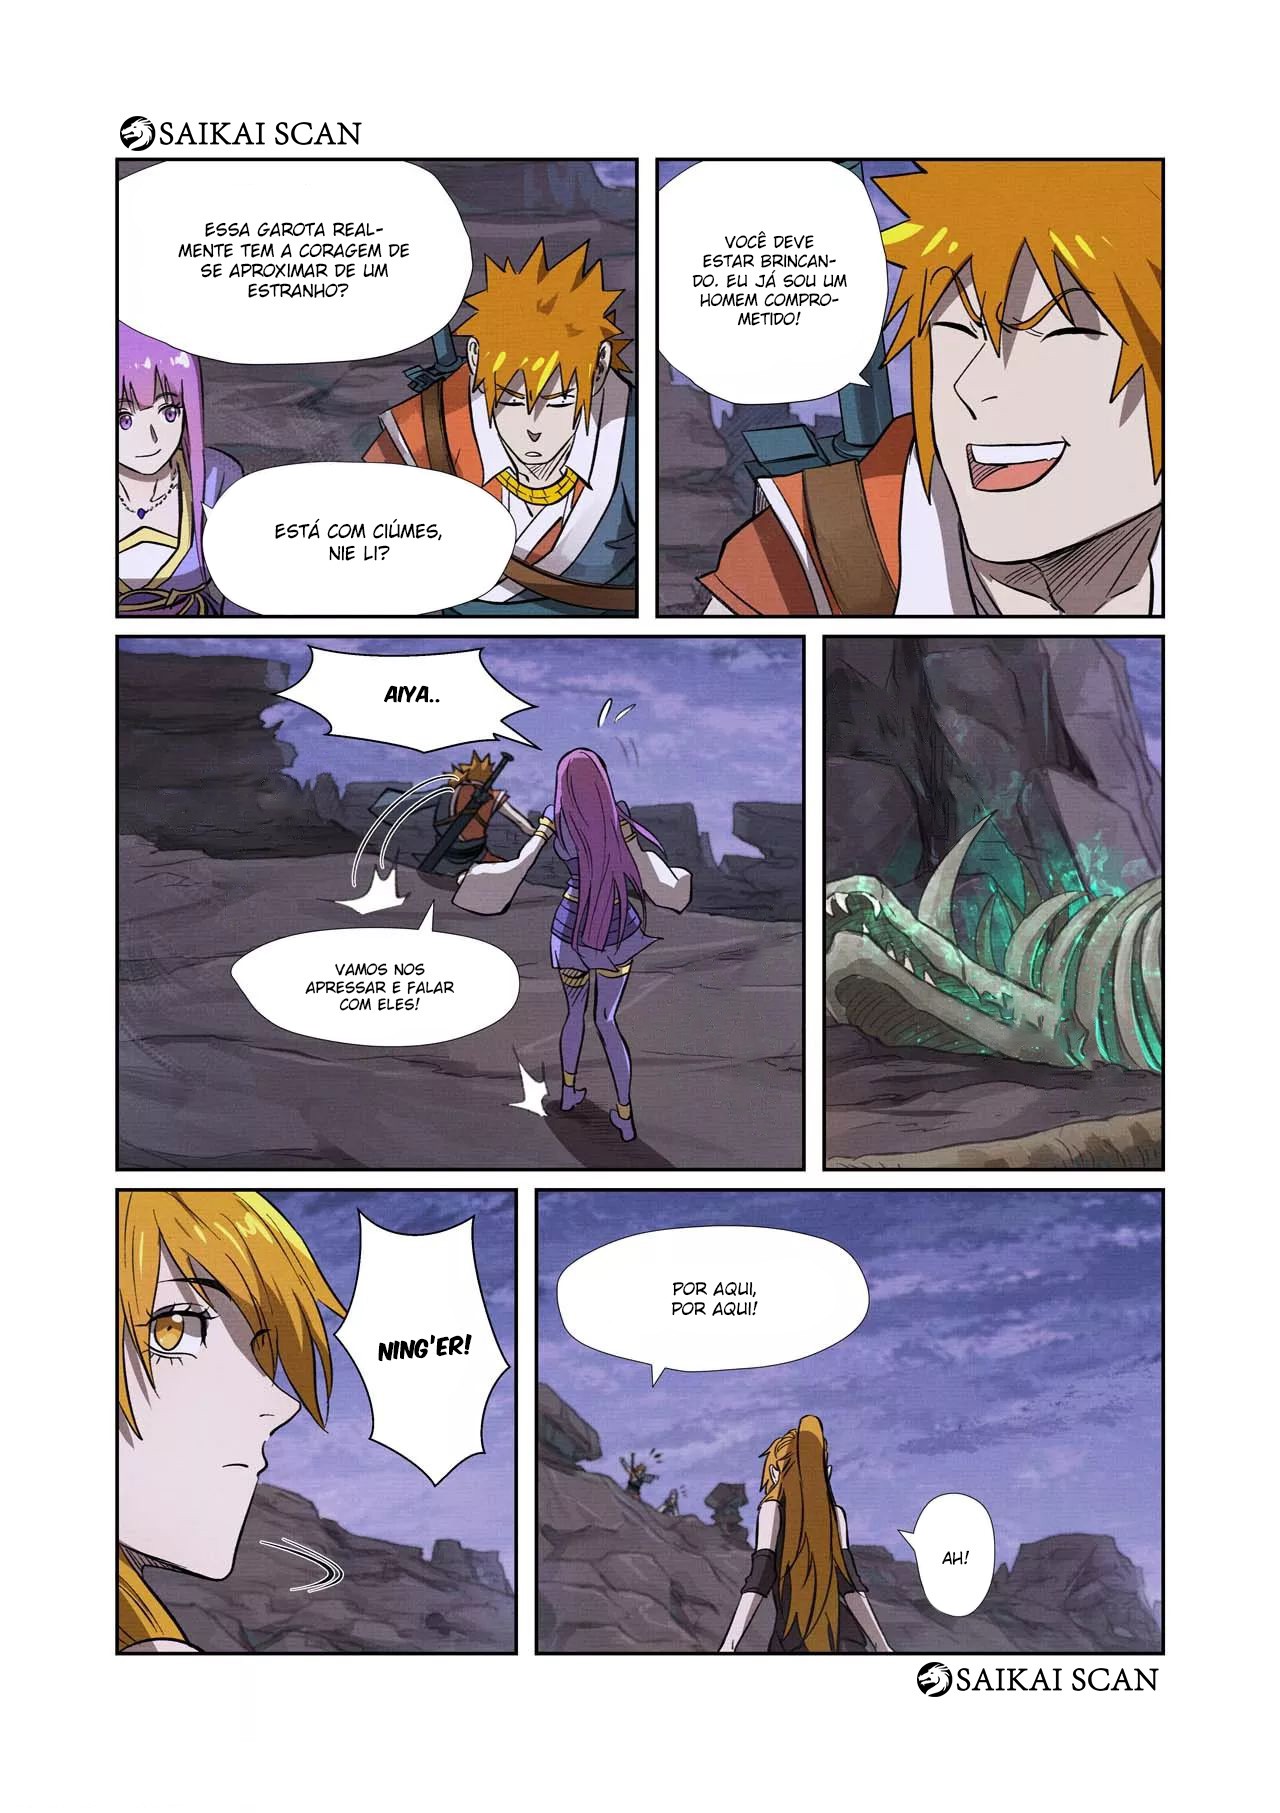 SAIKAI SCAN
ESSA GAROTA REAL-
MENTE TEM A CORAGEM DE
SE APROXIMAR DE UM
ESTRANHO?
ESTÁ COM CIÚMES,
NIE LI?
VOCÊ DEVE
ESTAR BRINCAN-
DO. EU JÁ SOU UM
HOMEM COMPRO-
METIDO!
AIYA..
VAMOS NOS
APRESSAR E FALAR
COM ELES!
NING'ER!
POR AQUI,
POR AQUI!
AH!
SAIKAI SCAN